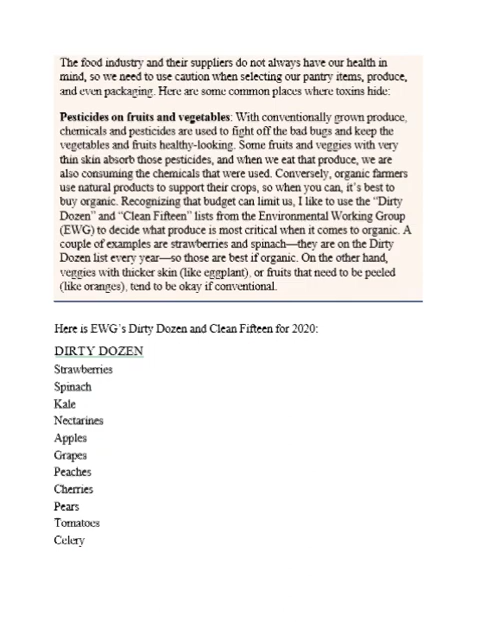 The food industry and their suppliers do not always have our health in
mind, so we need to use caution when selecting our pantry items, produce,
and even packaging. Here are some common places where toxins hide:
Pesticides on fruits and vegetables: With conventionally grown produce,
chemicals and pesticides are used to fight off the bad bugs and keep the
vegetables and fruits healthy-looking. Some fruits and veggies with very
thin skin absorb those pesticides, and when we eat that produce, we are
also consuming the chemicals that were used. Conversely, organic farmers
use natural products to support their crops, so when you can, it's best to
buy organic. Recognizing that budget can limit us, I like to use the "Dirty
Dozen" and "Clean Fifteen" lists from the Environmental Working Group
(EWG) to decide what produce is most critical when it comes to organic. A
couple of examples are strawberries and spinach—they are on the Dirty
Dozen list every year—so those are best if organic. On the other hand,
veggies with thicker skin (like eggplant), or fruits that need to be peeled
(like oranges), tend to be okay if conventional.
Here is EWG's Dirty Dozen and Clean Fifteen for 2020:
DIRTY DOZEN
Strawberries
Spinach
Kale
Nectarines
Apples
Grapes
Peaches
Cherries
Pears
Tomatoes
Celery